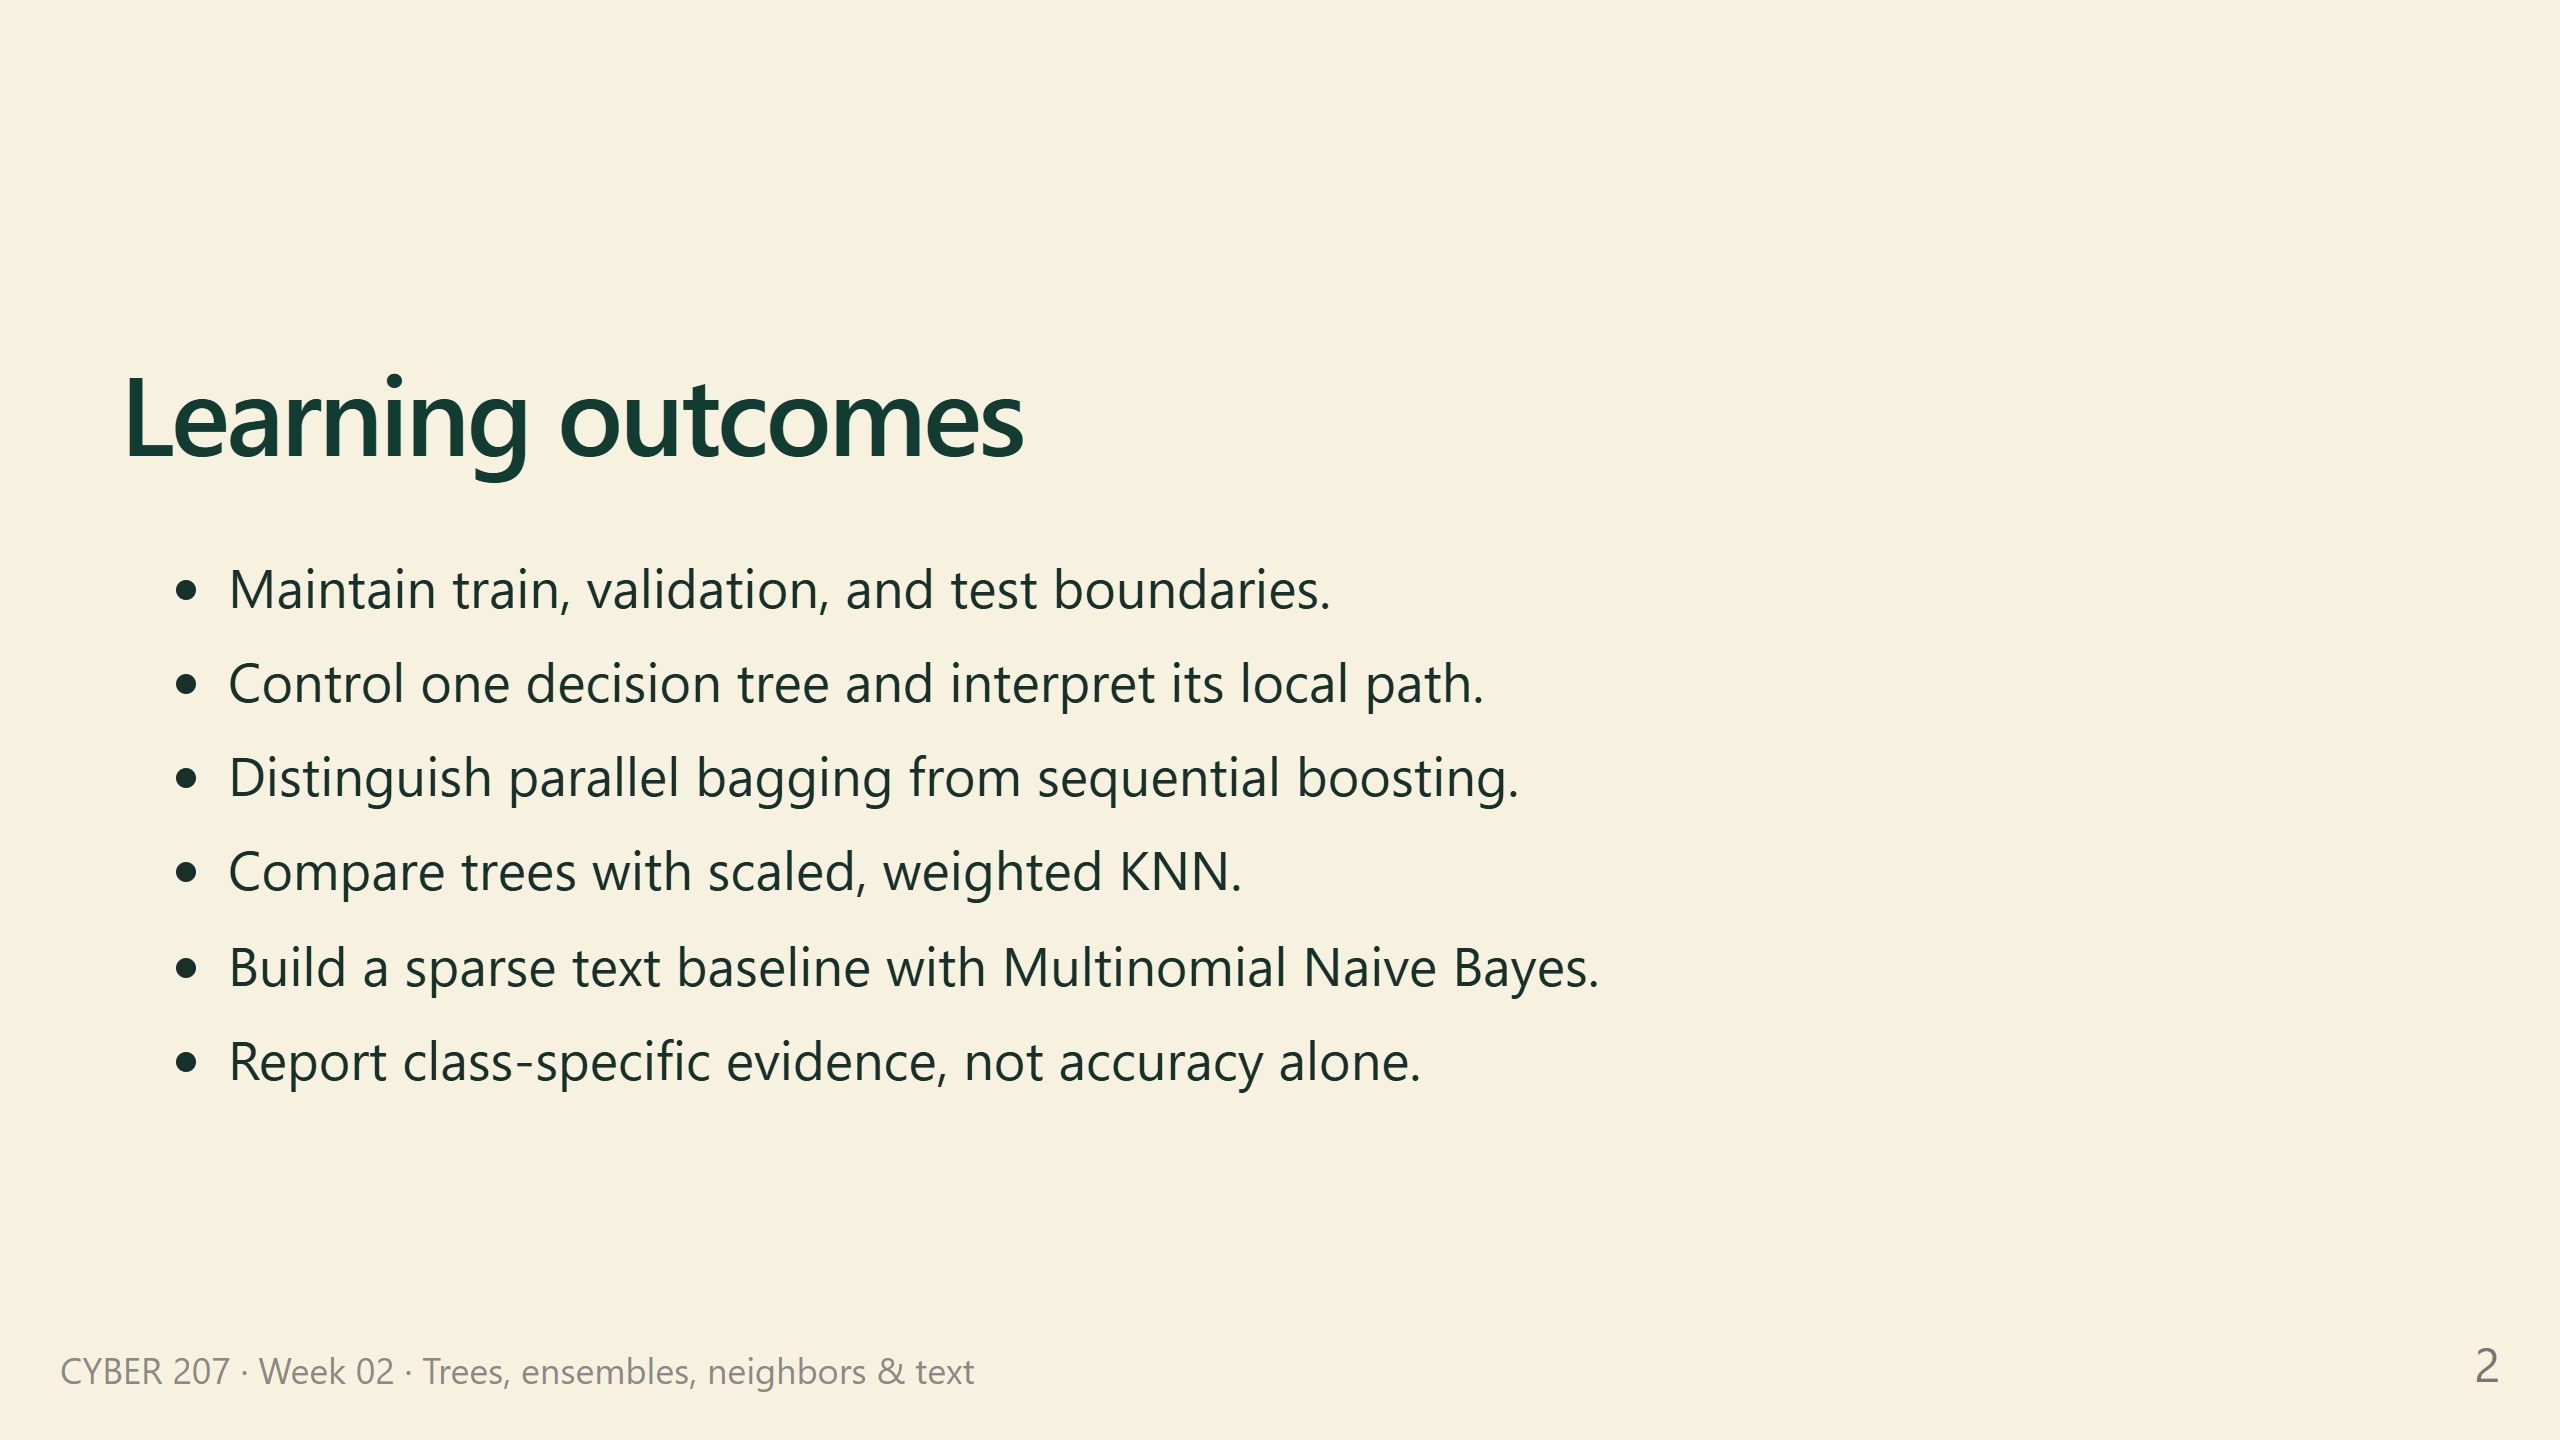 Learning outcomes
• Maintain train, validation, and test boundaries.
• Control one decision tree and interpret its local path.
• Distinguish parallel bagging from sequential boosting.
• Compare trees with scaled, weighted KNN.
• Build a sparse text baseline with Multinomial Naive Bayes.
• Report class-specific evidence, not accuracy alone.
CYBER 207 · Week 02 · Trees, ensembles, neighbors & text
2